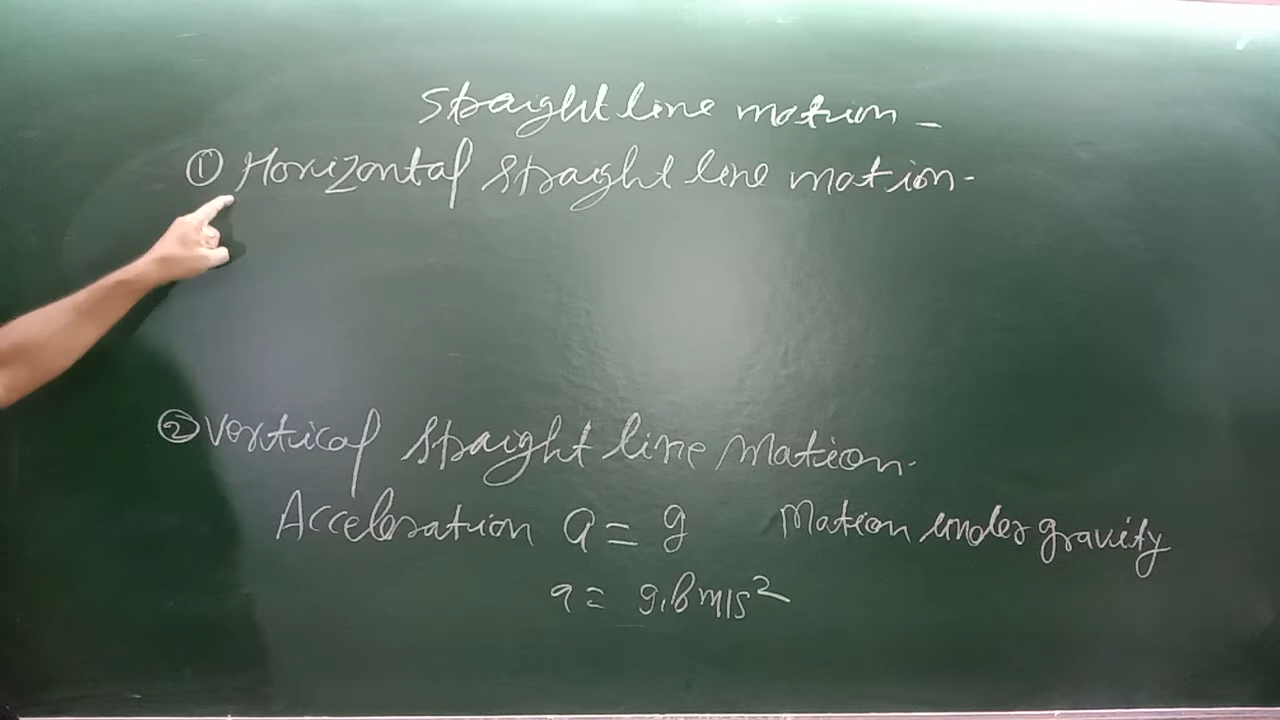 Straight line motion -
① Horizontal straight line motion.
② Vertical straight line Motion.
Acceleration a = g Motion under gravity
a = 9.8 m/s²